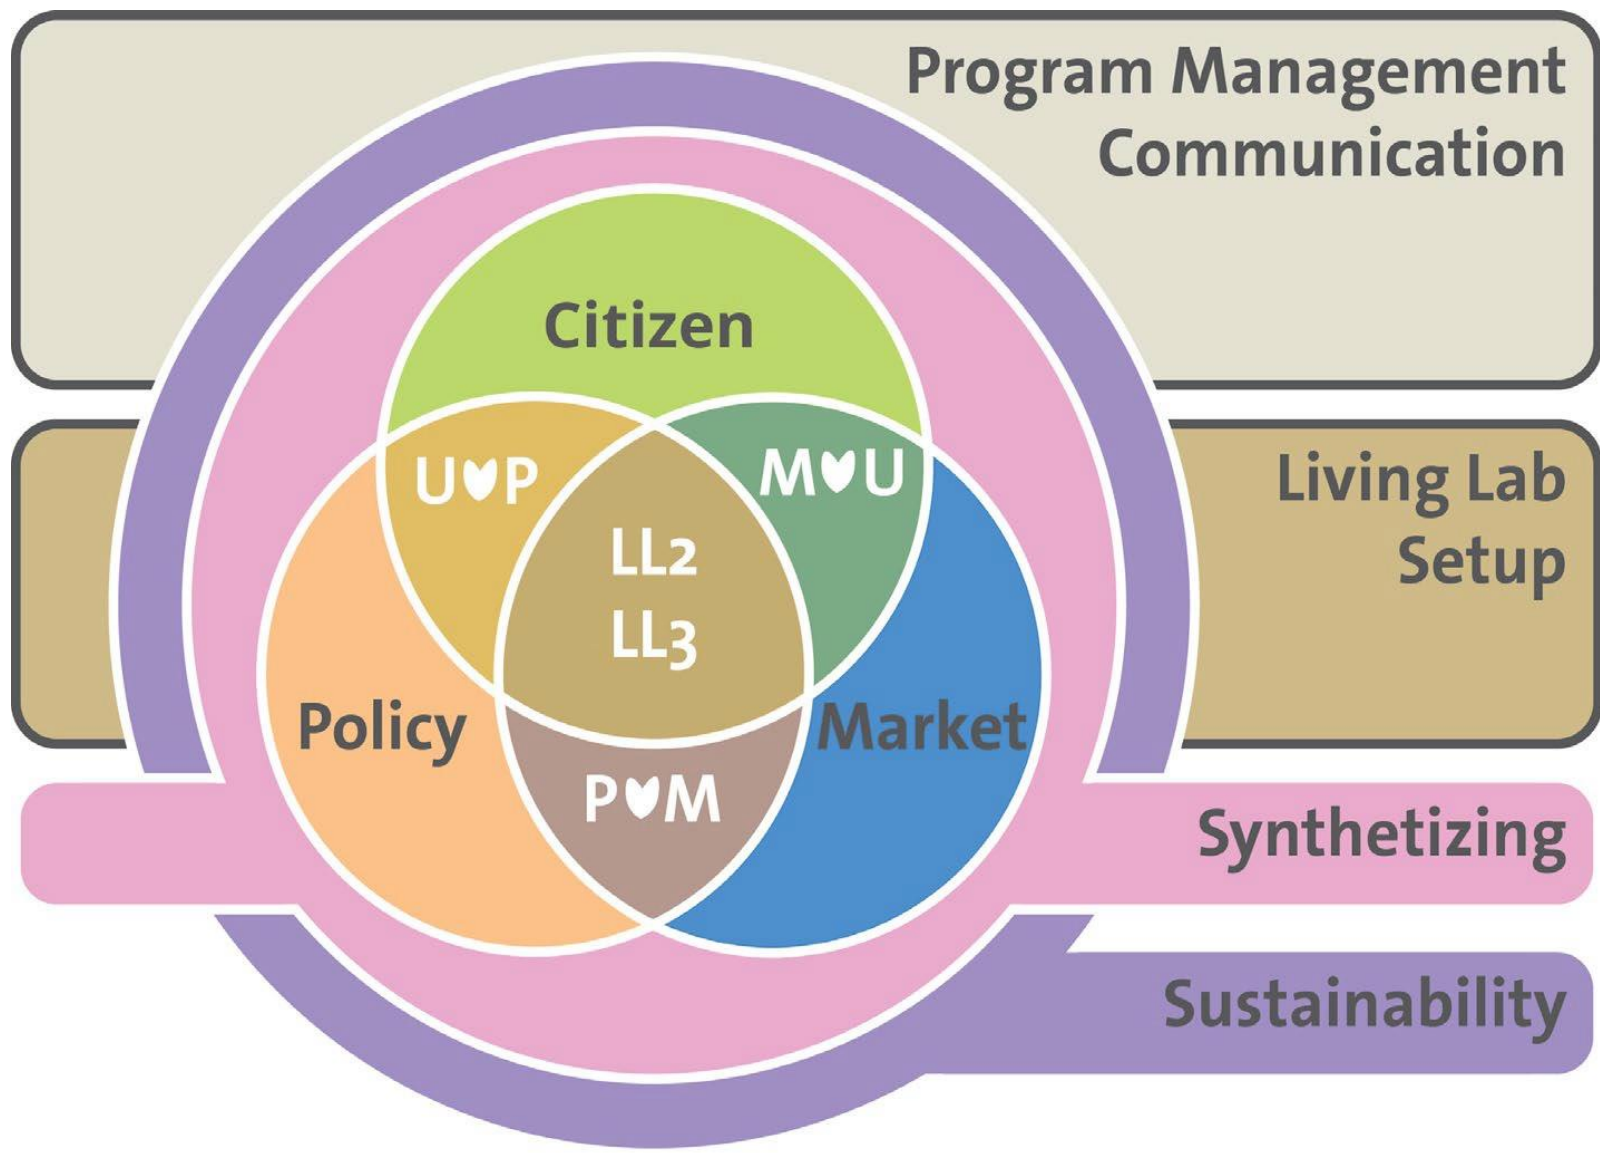 Program Management
Communication
Citizen
U♥P
M♥U
Living Lab
Setup
LL2
LL3
Policy
Market
P♥M
Synthetizing
Sustainability